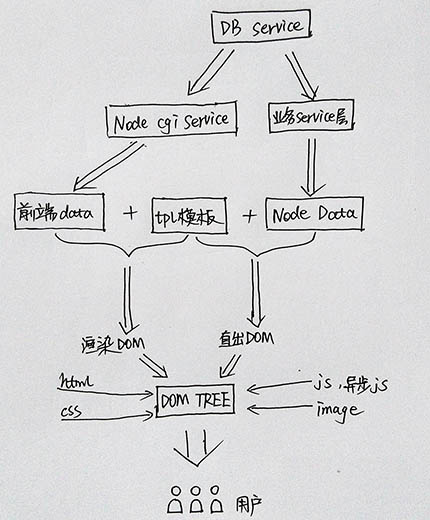 DB service
Node cgi service
业务service层
前端data
+
tpl模板
+
Node Data
渲染DOM
直出DOM
html
css
DOM TREE
js,异步js
image
用户